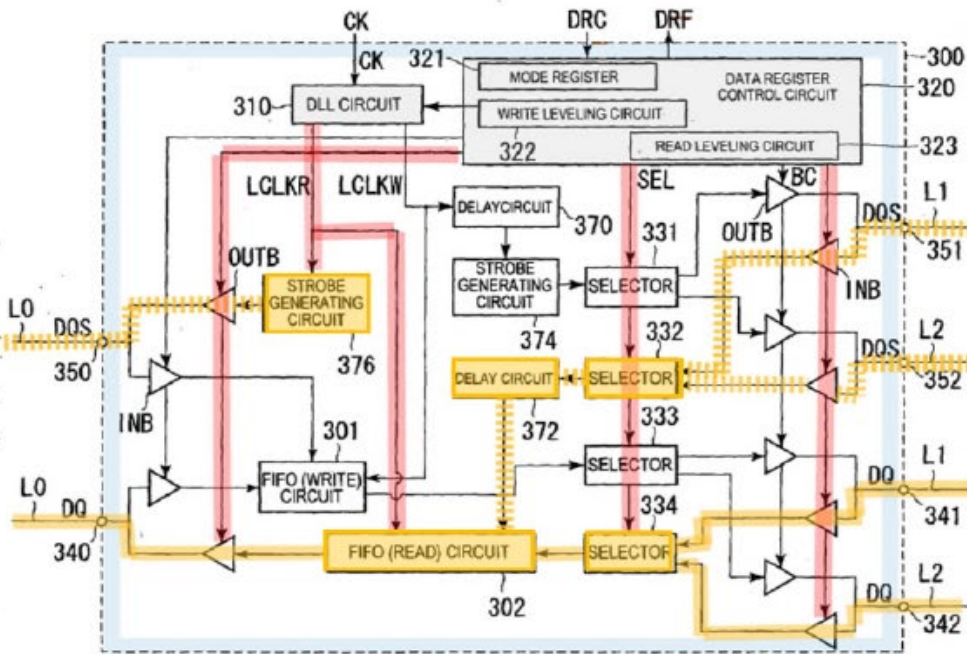 CK
DRC
DRF
300
CK
321
MODE REGISTER
DATA REGISTER
CONTROL CIRCUIT
320
310
DLL CIRCUIT
WRITE LEVELING CIRCUIT
322
READ LEVELING CIRCUIT
323
LCLKR
LCLKW
SEL
BC
L1
DELAYCIRCUIT
370
331
OUTB
DQS
351
OUTB
STROBE
GENERATING
CIRCUIT
376
STROBE
GENERATING
CIRCUIT
374
SELECTOR
INB
L0
DQS
350
332
L2
DQS
352
DELAY CIRCUIT
372
SELECTOR
INB
301
333
FIFO (WRITE)
CIRCUIT
SELECTOR
L0
DQ
340
334
L1
DQ
341
FIFO (READ) CIRCUIT
302
SELECTOR
L2
DQ
342